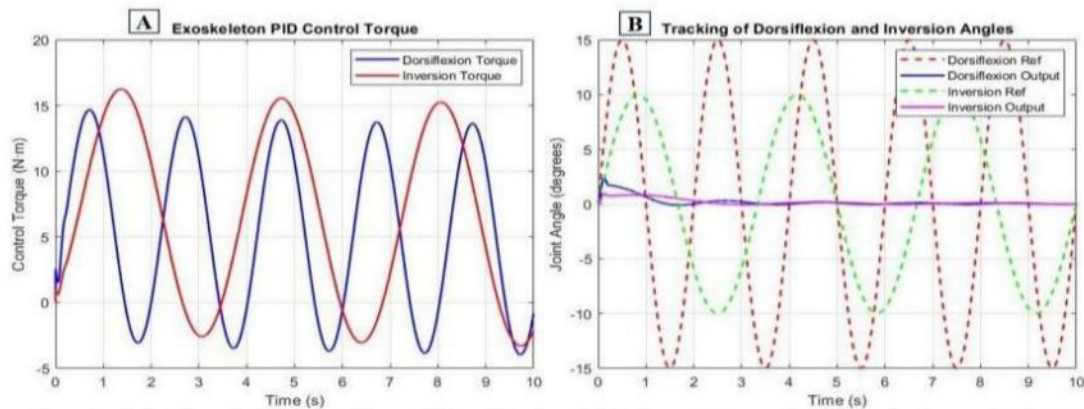 A
Exoskeleton PID Control Torque
Dorsiflexion Torque
Inversion Torque
Control Torque (N·m)
20
15
10
5
0
-5
0 1 2 3 4 5 6 7 8 9 10
Time (s)
B
Tracking of Dorsiflexion and Inversion Angles
Dorsiflexion Ref
Dorsiflexion Output
Inversion Ref
Inversion Output
Joint Angle (degrees)
15
10
5
0
-5
-10
-15
0 1 2 3 4 5 6 7 8 9 10
Time (s)